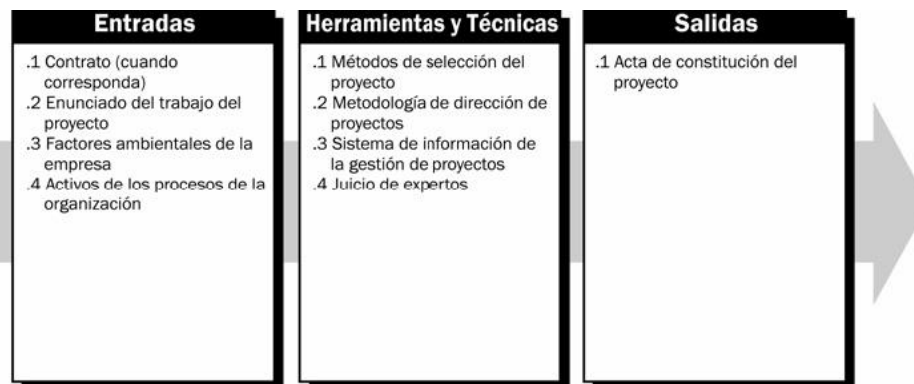 Entradas
.1 Contrato (cuando
corresponda)
.2 Enunciado del trabajo del
proyecto
.3 Factores ambientales de la
empresa
.4 Activos de los procesos de la
organización
Herramientas y Técnicas
.1 Métodos de selección del
proyecto
.2 Metodología de dirección de
proyectos
.3 Sistema de información de
la gestión de proyectos
.4 Juicio de expertos
Salidas
.1 Acta de constitución del
proyecto